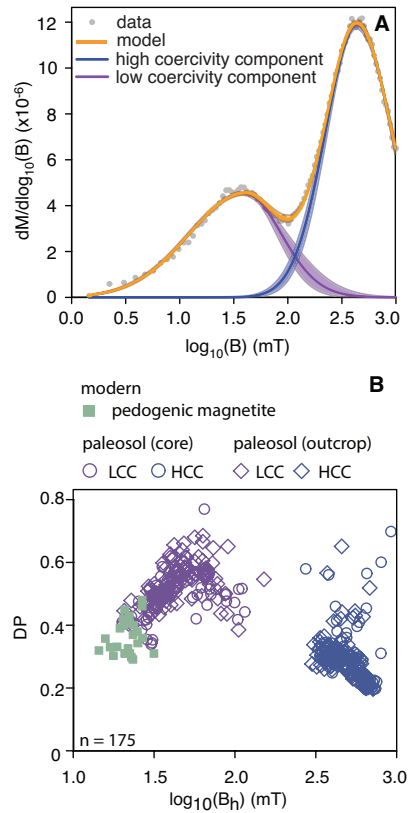 A
data
model
high coercivity component
low coercivity component
dM/dlog10(B) (x10-6)
12
10
8
6
4
2
0
0.0 0.5 1.0 1.5 2.0 2.5 3.0
log10(B) (mT)
B
modern
pedogenic magnetite
paleosol (core) paleosol (outcrop)
LCC HCC LCC HCC
DP
0.8
0.6
0.4
0.2
0
n = 175
1.0 1.5 2.0 2.5 3.0
log10(Bh) (mT)